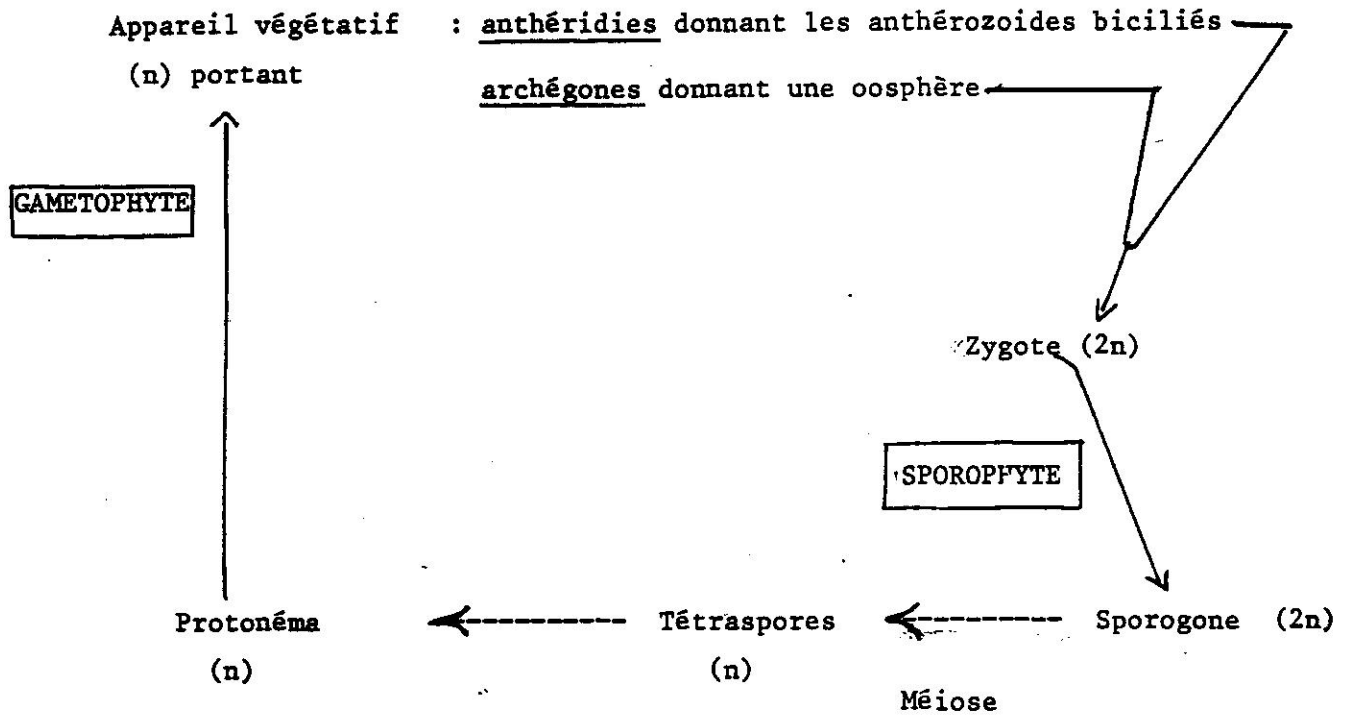 Appareil végétatif : anthéridies donnant les anthérozoides biciliés
(n) portant
archégones donnant une oosphère
GAMETOPHYTE
Zygote (2n)
SPOROPHYTE
Protonéma Tétraspores Sporogone (2n)
(n) (n)
Méiose